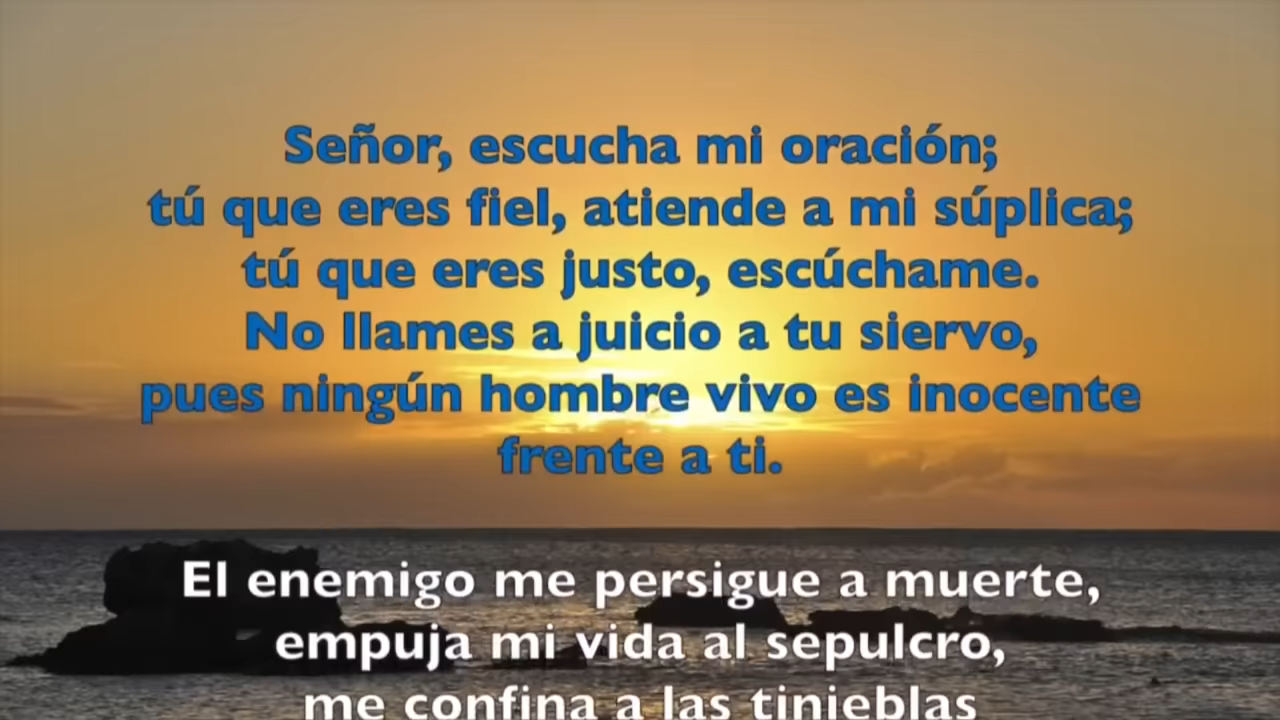 Señor, escucha mi oración;
tú que eres fiel, atiende a mi súplica;
tú que eres justo, escúchame.
No llames a juicio a tu siervo,
pues ningún hombre vivo es inocente
frente a ti.
El enemigo me persigue a muerte,
empuja mi vida al sepulcro,
me confina a las tinieblas